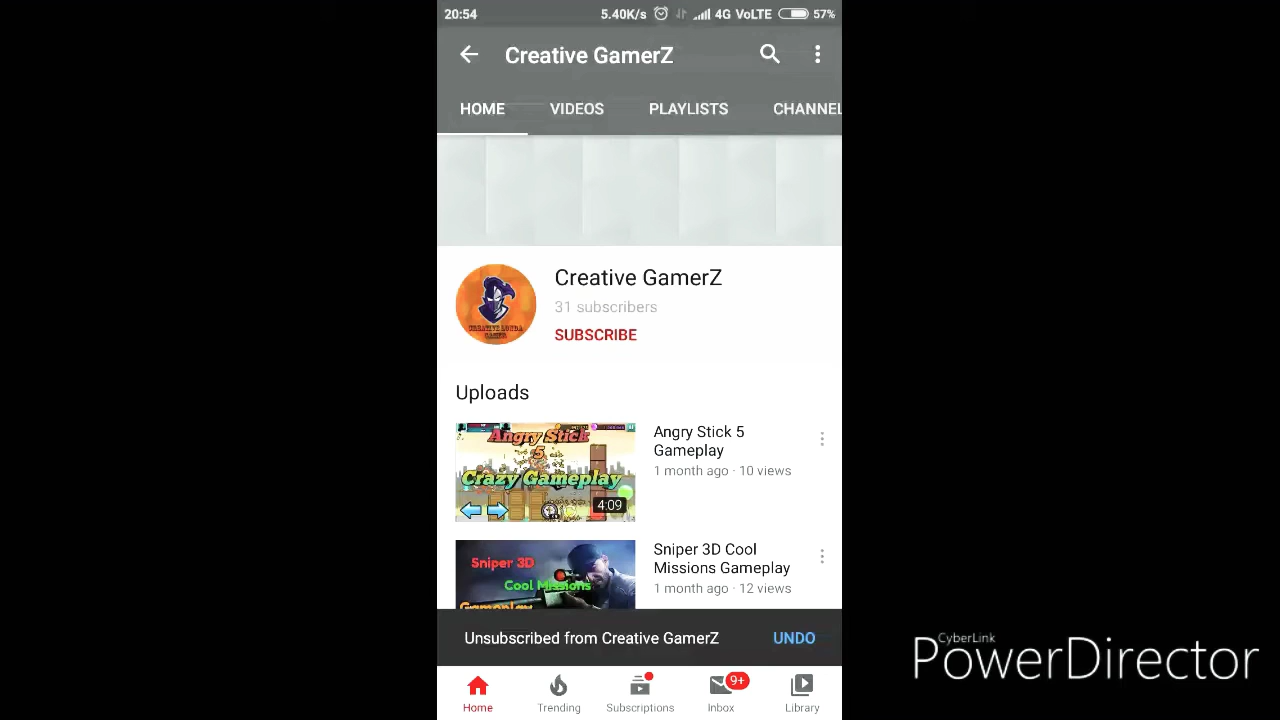 20:54
5.40K/s 4G VoLTE 57%
Creative GamerZ
HOME VIDEOS PLAYLISTS CHANNEL
Creative GamerZ
31 subscribers
SUBSCRIBE
Uploads
Angry Stick
5
Crazy Gameplay
4:09
Angry Stick 5
Gameplay
1 month ago · 10 views
Sniper 3D
Cool Missions
Gameplay
Sniper 3D Cool
Missions Gameplay
1 month ago · 12 views
Unsubscribed from Creative GamerZ UNDO
9+
Home Trending Subscriptions Inbox Library
CyberLink
PowerDirector